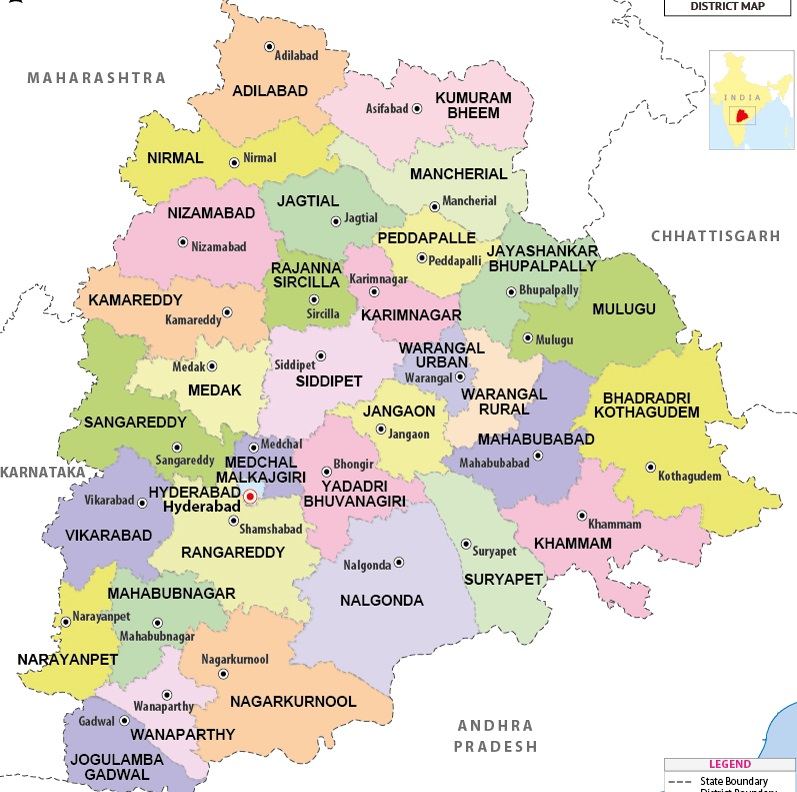 DISTRICT MAP
INDIA
MAHARASHTRA
Adilabad
ADILABAD
KUMURAM
BHEEM
Asifabad
NIRMAL
Nirmal
MANCHERIAL
Mancherial
NIZAMABAD
Nizamabad
JAGTIAL
Jagtial
PEDDAPALLE
Peddapalli
JAYASHANKAR
BHUPALPALLY
Bhupalpally
CHHATTISGARH
RAJANNA
SIRCILLA
Sircilla
Karimnagar
KARIMNAGAR
KAMAREDDY
Kamareddy
MULUGU
Mulugu
WARANGAL
URBAN
Warangal
WARANGAL
RURAL
Medak
MEDAK
Siddipet
SIDDIPET
BHADRADRI
KOTHAGUDEM
Kothagudem
SANGAREDDY
Sangareddy
JANGAON
Jangaon
MAHABUBABAD
Mahabubabad
KARNATAKA
Medchal
MEDCHAL
MALKAJGIRI
Bhongir
YADADRI
BHUVANAGIRI
HYDERABAD
Hyderabad
Vikarabad
VIKARABAD
Shamshabad
RANGAREDDY
Khammam
KHAMMAM
Suryapet
SURYAPET
Nalgonda
NALGONDA
MAHABUBNAGAR
Mahabubnagar
Narayanpet
NARAYANPET
Nagarkurnool
NAGARKURNOOL
Wanaparthy
WANAPARTHY
Gadwal
JOGULAMBA
GADWAL
ANDHRA
PRADESH
LEGEND
State Boundary
District Boundary